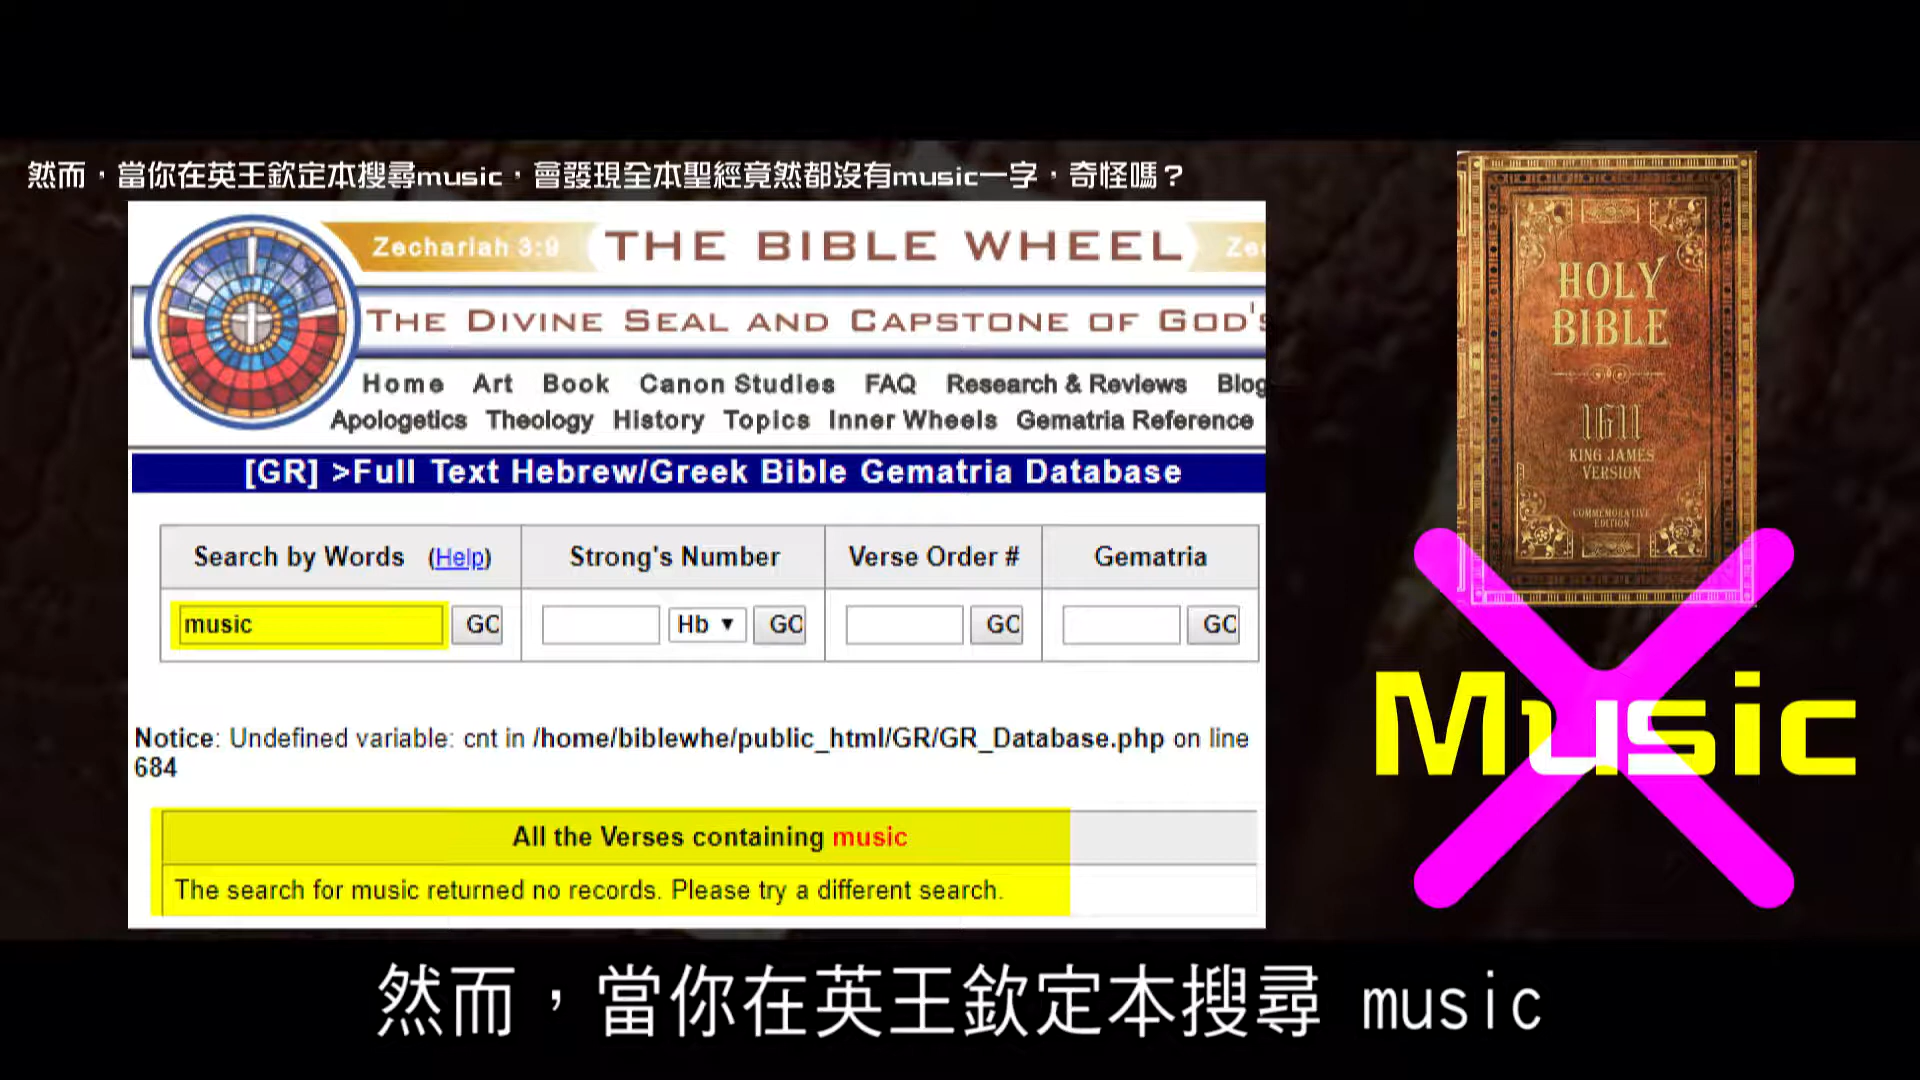 然而，當你在英王欽定本搜尋music，會發現全本聖經竟然都沒有music一字，奇怪嗎？
Zechariah 3:9 THE BIBLE WHEEL Ze
THE DIVINE SEAL AND CAPSTONE OF GOD'S
Home Art Book Canon Studies FAQ Research & Reviews Blog
Apologetics Theology History Topics Inner Wheels Gematria Reference
[GR] >Full Text Hebrew/Greek Bible Gematria Database
Search by Words (Help) Strong's Number Verse Order # Gematria
music GO Hb ▼ GO GO GO
Notice: Undefined variable: cnt in /home/biblewhe/public_html/GR/GR_Database.php on line
684
All the Verses containing music
The search for music returned no records. Please try a different search.
HOLY
BIBLE
1611
KING JAMES
VERSION
COMMEMORATIVE
EDITION
Music
然而，當你在英王欽定本搜尋 music